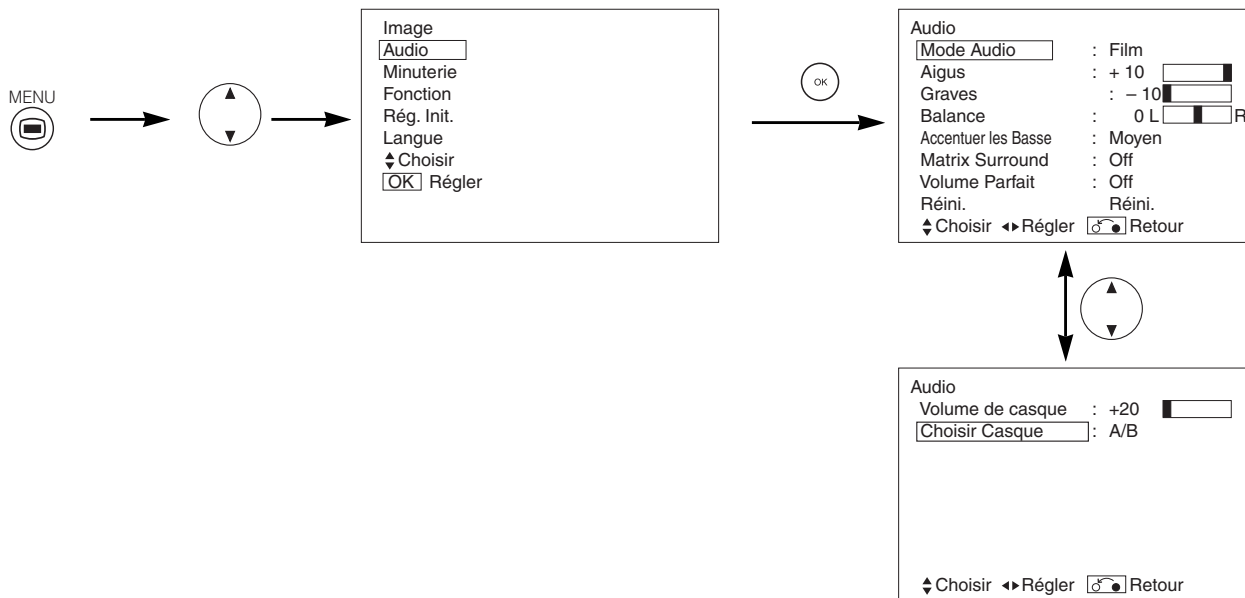 MENU
Image
Audio
Minuterie
Fonction
Rég. Init.
Langue
Choisir
OK Régler
OK
Audio
Mode Audio : Film
Aigus : + 10
Graves : – 10
Balance : 0 L R
Accentuer les Basse : Moyen
Matrix Surround : Off
Volume Parfait : Off
Réini. Réini.
Choisir Régler Retour
Audio
Volume de casque : +20
Choisir Casque : A/B
Choisir Régler Retour